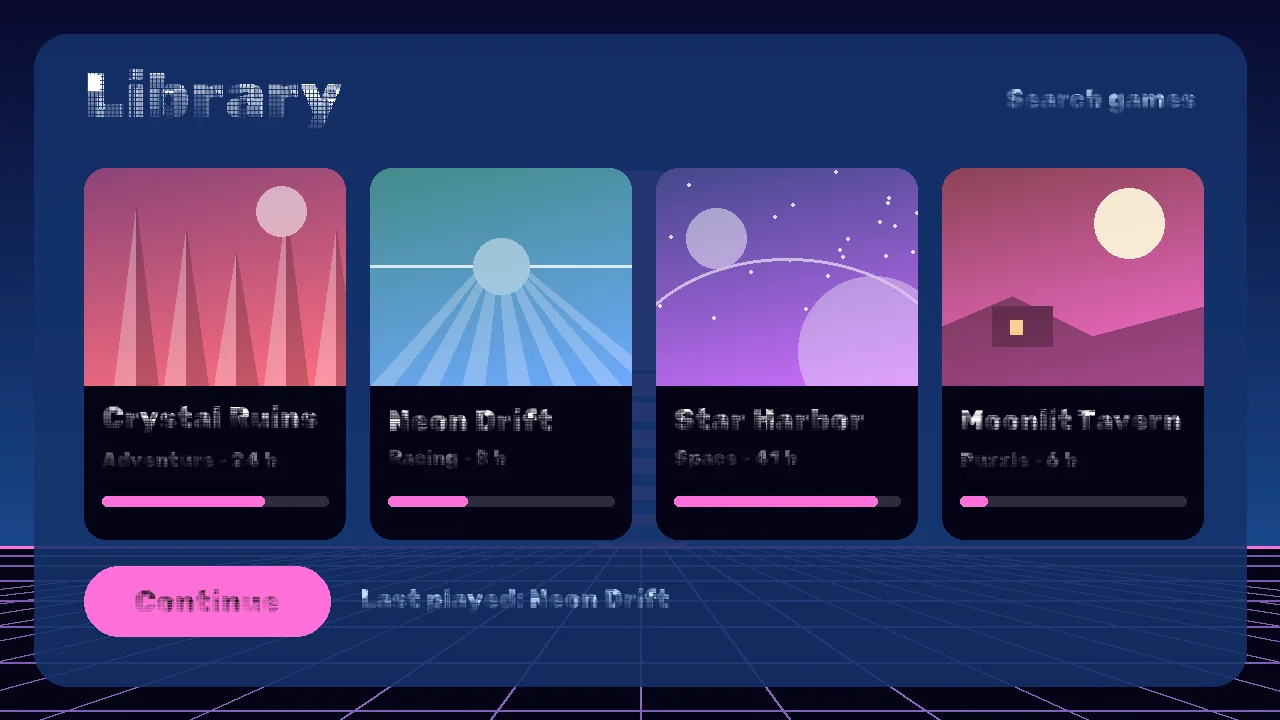 Library
Search games
Crystal Ruins
Adventure - 24 h
Neon Drift
Racing - 8 h
Star Harbor
Space - 41 h
Moonlit Tavern
Puzzle - 6 h
Continue
Last played: Neon Drift